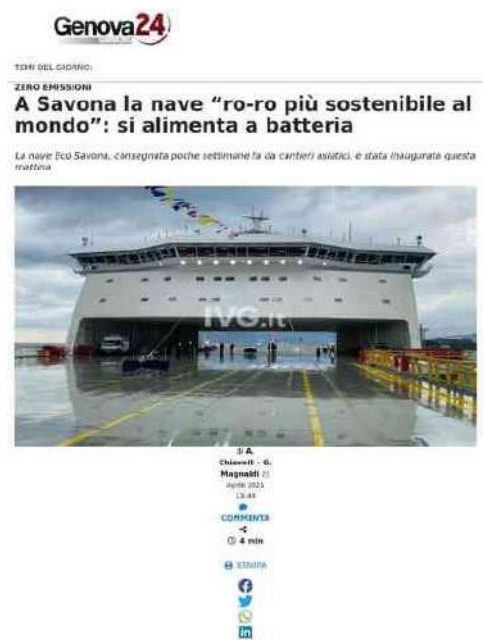 Genova24
TEMI DEL GIORNO:
ZERO EMISSIONI
A Savona la nave “ro-ro più sostenibile al
mondo”: si alimenta a batteria
La nave Eco Savona, consegnata poche settimane fa da cantieri asiatici, è stata inaugurata questa
mattina
IVG.it
A.
Chiovelli - G.
Magnaldi 21
Aprile 2021
COMMENTA
4 min
STAMPA